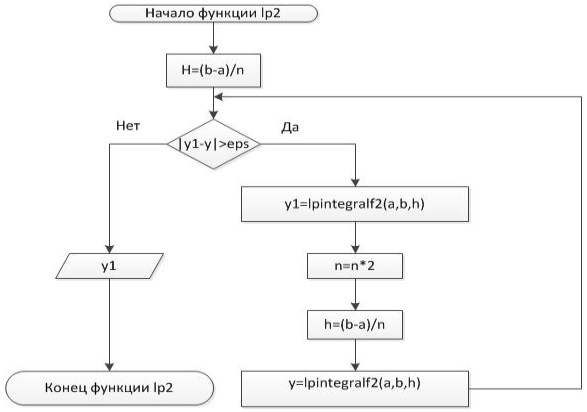 Начало функции lp2
H=(b-a)/n
Нет
Да
|y1-y|>eps
y1=lpintegralf2(a,b,h)
y1
n=n*2
h=(b-a)/n
Конец функции lp2
y=lpintegralf2(a,b,h)